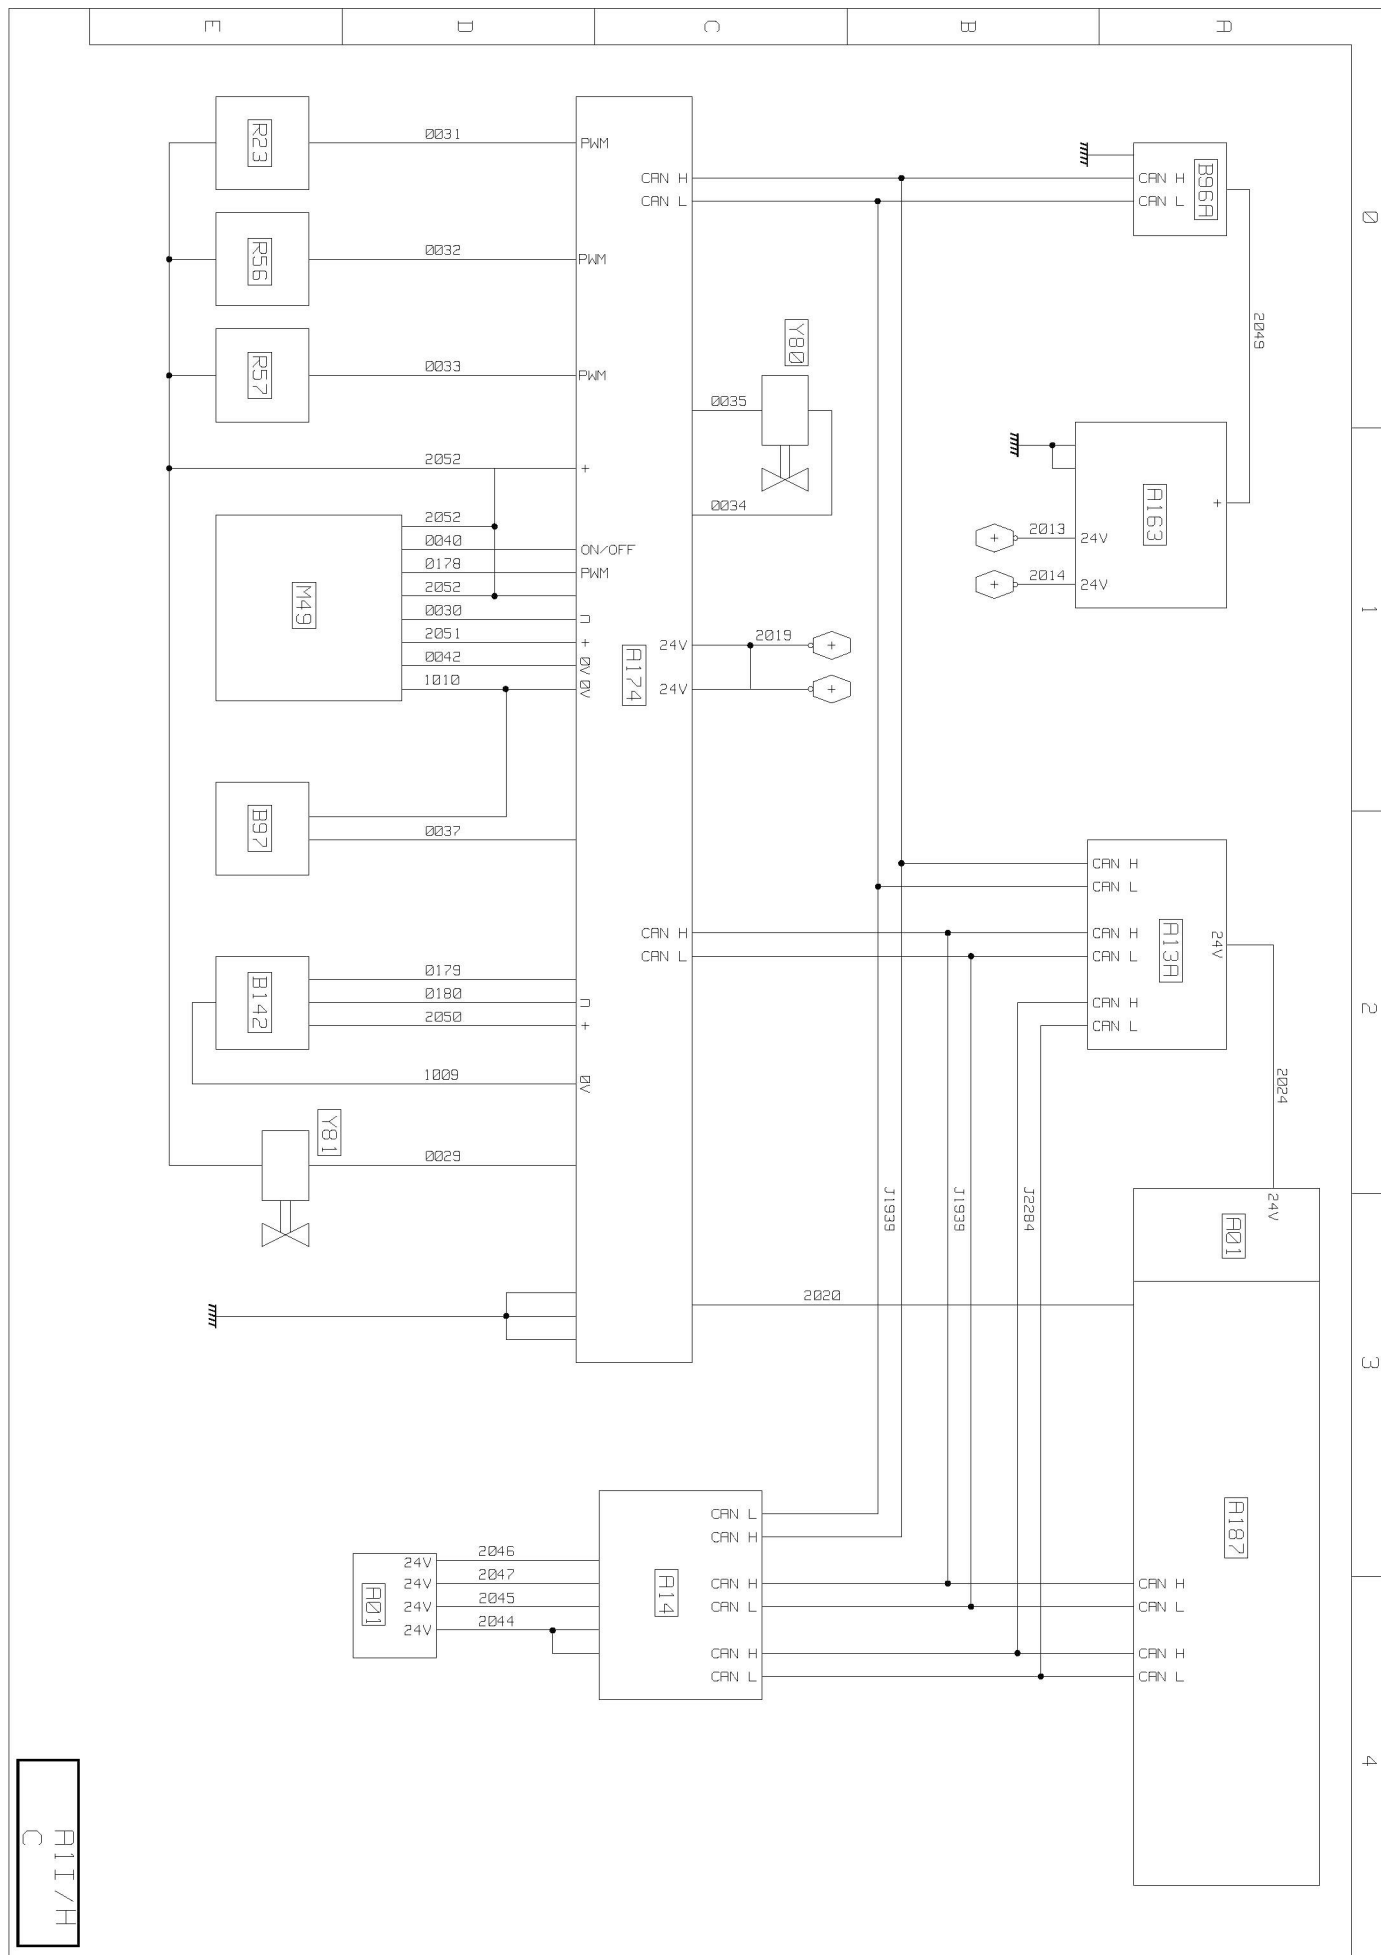 E
D
C
B
A
0
1
2
3
4
R23
0031
PWM
CAN H
CAN L
CAN H
CAN L
B96A
R56
0032
PWM
2049
Y80
R57
0033
PWM
0035
0034
2052
+
A163
+
2013
24V
+
2014
24V
+
M49
2052
0040
ON/OFF
0178
PWM
2052
0030
n
2051
+
0042
0V
1010
0V
A174
24V
2019
+
24V
+
B97
0037
CAN H
CAN L
CAN H
CAN L
CAN H
CAN L
A13A
24V
CAN H
CAN L
B142
0179
0180
n
2050
+
1009
0V
2024
Y81
0029
J1939
J1939
J2284
24V
A01
2020
A187
CAN H
CAN L
CAN H
CAN L
A14
CAN L
CAN H
CAN H
CAN L
CAN H
CAN L
A01
24V
2046
24V
2047
24V
2045
24V
2044
A1I/H
C